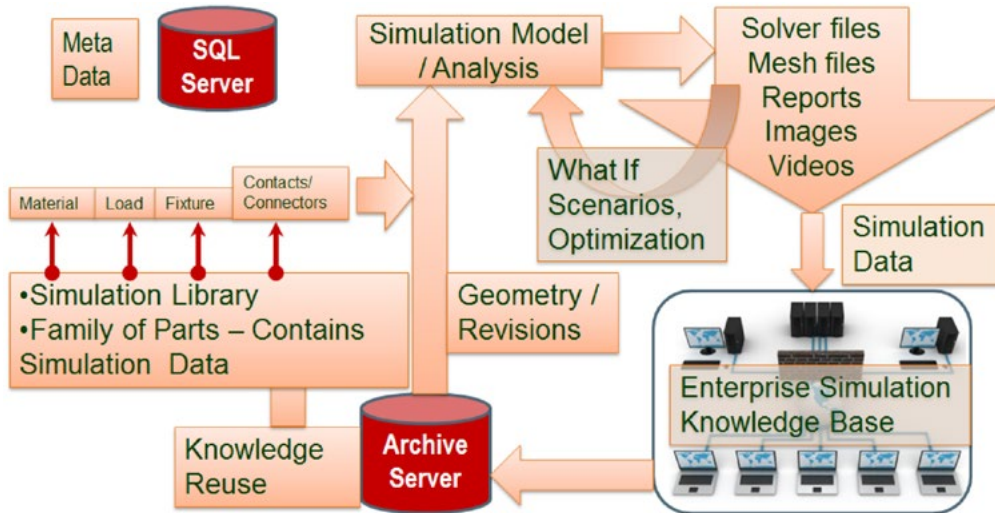 Meta
Data
SQL
Server
Simulation Model
/ Analysis
Solver files
Mesh files
Reports
Images
Videos
Material
Load
Fixture
Contacts/
Connectors
What If
Scenarios,
Optimization
Simulation
Data
•Simulation Library
•Family of Parts – Contains
Simulation Data
Geometry /
Revisions
Enterprise Simulation
Knowledge Base
Knowledge
Reuse
Archive
Server